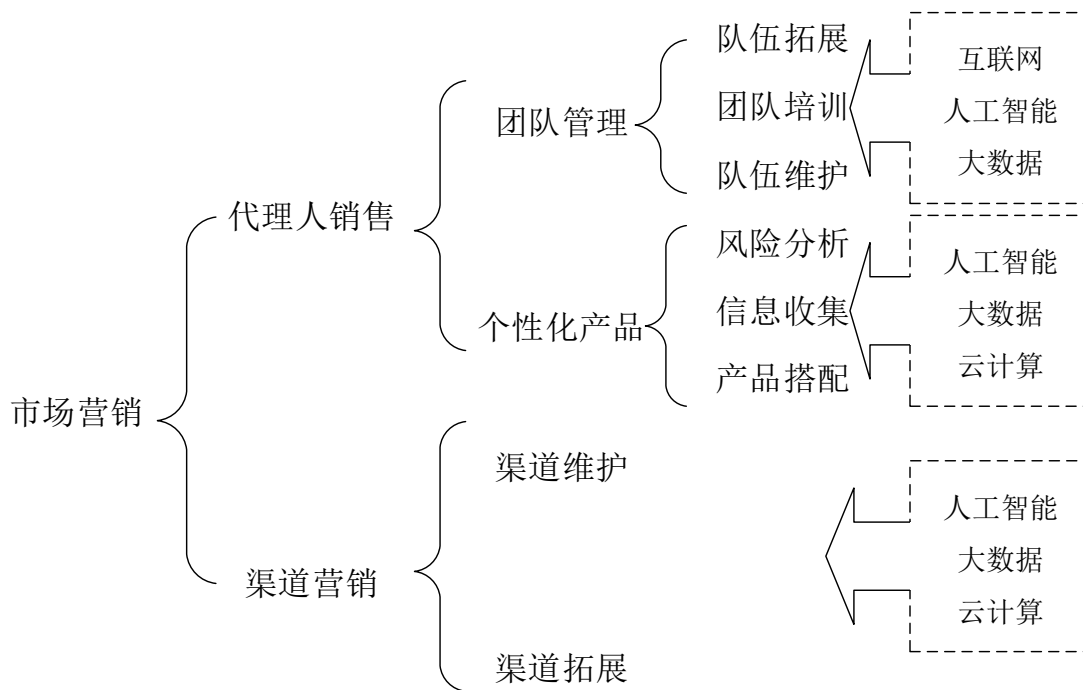 市场营销
代理人销售
团队管理
队伍拓展
团队培训
队伍维护
互联网
人工智能
大数据
个性化产品
风险分析
信息收集
产品搭配
人工智能
大数据
云计算
渠道营销
渠道维护
渠道拓展
人工智能
大数据
云计算